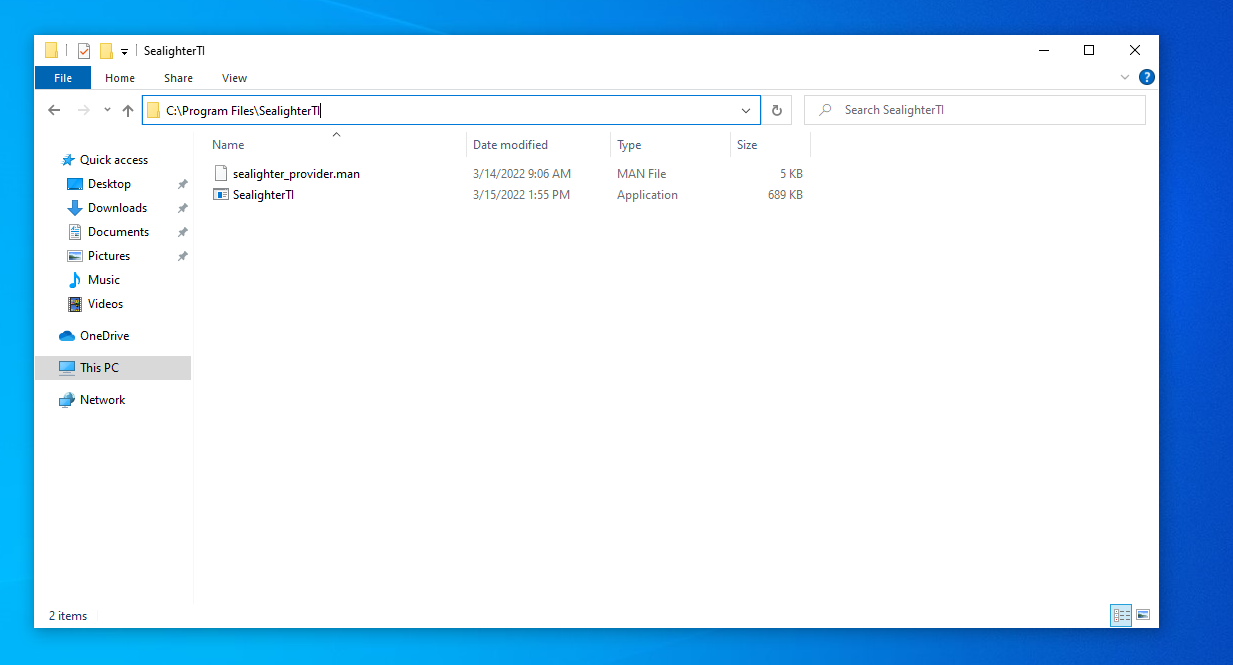 SealighterTI
File Home Share View
C:\Program Files\SealighterTI
Search SealighterTI
Name Date modified Type Size
sealighter_provider.man 3/14/2022 9:06 AM MAN File 5 KB
SealighterTI 3/15/2022 1:55 PM Application 689 KB
Quick access
Desktop
Downloads
Documents
Pictures
Music
Videos
OneDrive
This PC
Network
2 items